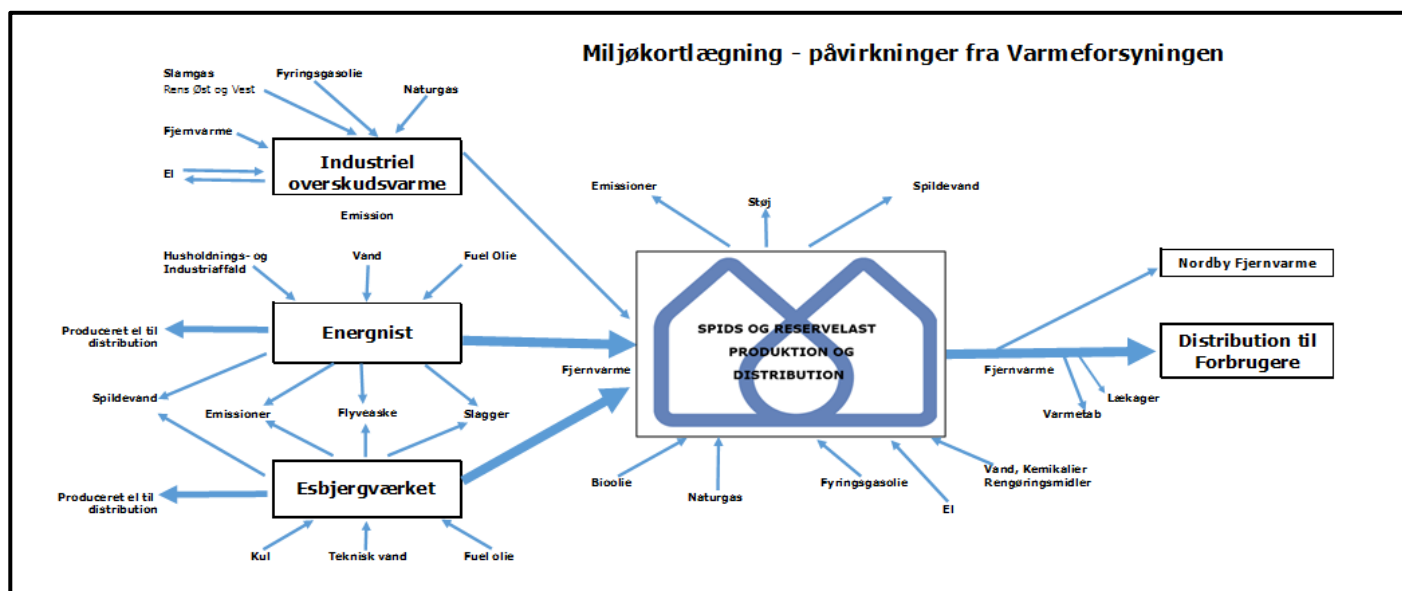 Miljøkortlægning - påvirkninger fra Varmeforsyningen
Slamgas
Rens Øst og Vest
Fyringsgasolie
Naturgas
Fjernvarme
El
Industriel
overskudsvarme
Emission
Husholdnings- og
Industriaffald
Vand
Fuel Olie
Produceret el til
distribution
Energnist
Spildevand
Emissioner
Flyveaske
Slagger
Produceret el til
distribution
Esbjergværket
Kul
Teknisk vand
Fuel olie
Emissioner
Støj
Spildevand
Fjernvarme
SPIDS OG RESERVELAST
PRODUKTION OG
DISTRIBUTION
Bioolie
Naturgas
Fyringsgasolie
El
Vand, Kemikalier
Rengøringsmidler
Nordby Fjernvarme
Distribution til
Forbrugere
Fjernvarme
Varmetab
Lækager